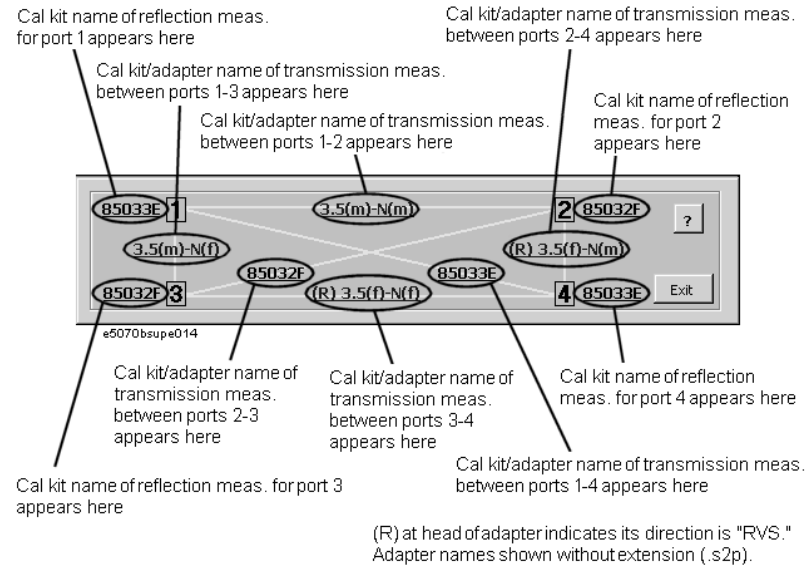 Cal kit name of reflection meas.
for port 1 appears here
Cal kit/adapter name of transmission meas.
between ports 2-4 appears here
Cal kit/adapter name of transmission meas.
between ports 1-3 appears here
Cal kit name of reflection
meas. for port 2
appears here
Cal kit/adapter name of transmission meas.
between ports 1-2 appears here
85033E 1 3.5(m)-N(m) 2 85032F ?
3.5(m)-N(f) (R) 3.5(f)-N(m)
85032F 85033E
85032F 3 (R) 3.5(f)-N(f) 4 85033E Exit
e5070bsupe014
Cal kit/adapter name of
transmission meas.
between ports 2-3
appears here
Cal kit/adapter name of
transmission meas.
between ports 3-4
appears here
Cal kit name of reflection
meas. for port 4 appears here
Cal kit/adapter name of transmission meas.
between ports 1-4 appears here
Cal kit name of reflection meas. for port 3
appears here
(R) at head of adapter indicates its direction is "RVS."
Adapter names shown without extension (.s2p).